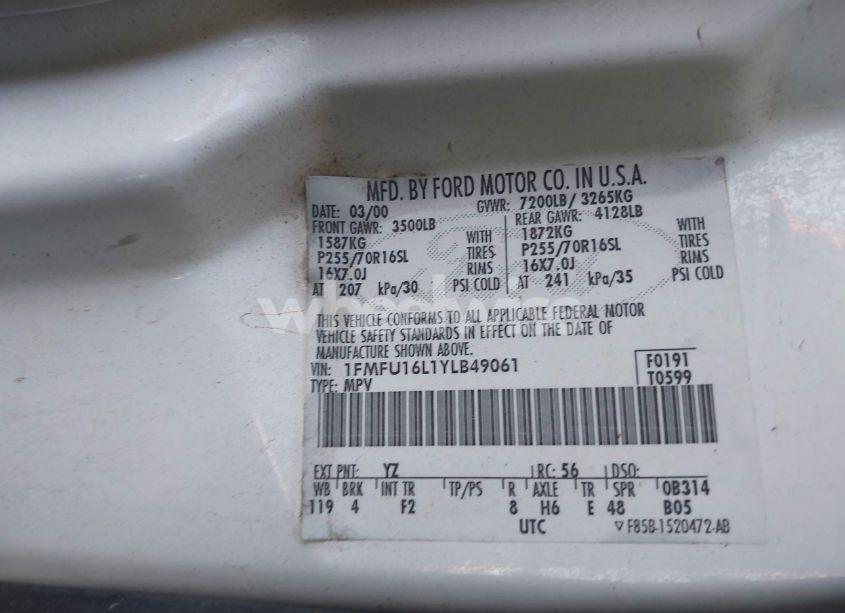 MFD. BY FORD MOTOR CO. IN U.S.A.
DATE: 03/00 GVWR: 7200LB/ 3265KG
FRONT GAWR: 3500LB REAR GAWR: 4128LB
1587KG WITH 1872KG WITH
P255/70R16SL TIRES P255/70R16SL TIRES
16X7.0J RINS 16X7.0J RINS
AT 207 kPa/30 PSI COLD AT 241 kPa/35 PSI COLD
THIS VEHICLE CONFORMS TO ALL APPLICABLE FEDERAL MOTOR
VEHICLE SAFETY STANDARDS IN EFFECT ON THE DATE OF
MANUFACTURE SHOWN ABOVE.
VIN: 1FMFU16L1YLB49061 F0191
TYPE: MPV T0599
EXT PNT: YZ RC: 56 DSO:
WB BRK INT TR TP/PS R AXLE TR SPR 0B314
119 4 F2 8 H6 E 48 B05
UTC ▽ F85B-1520472-AB